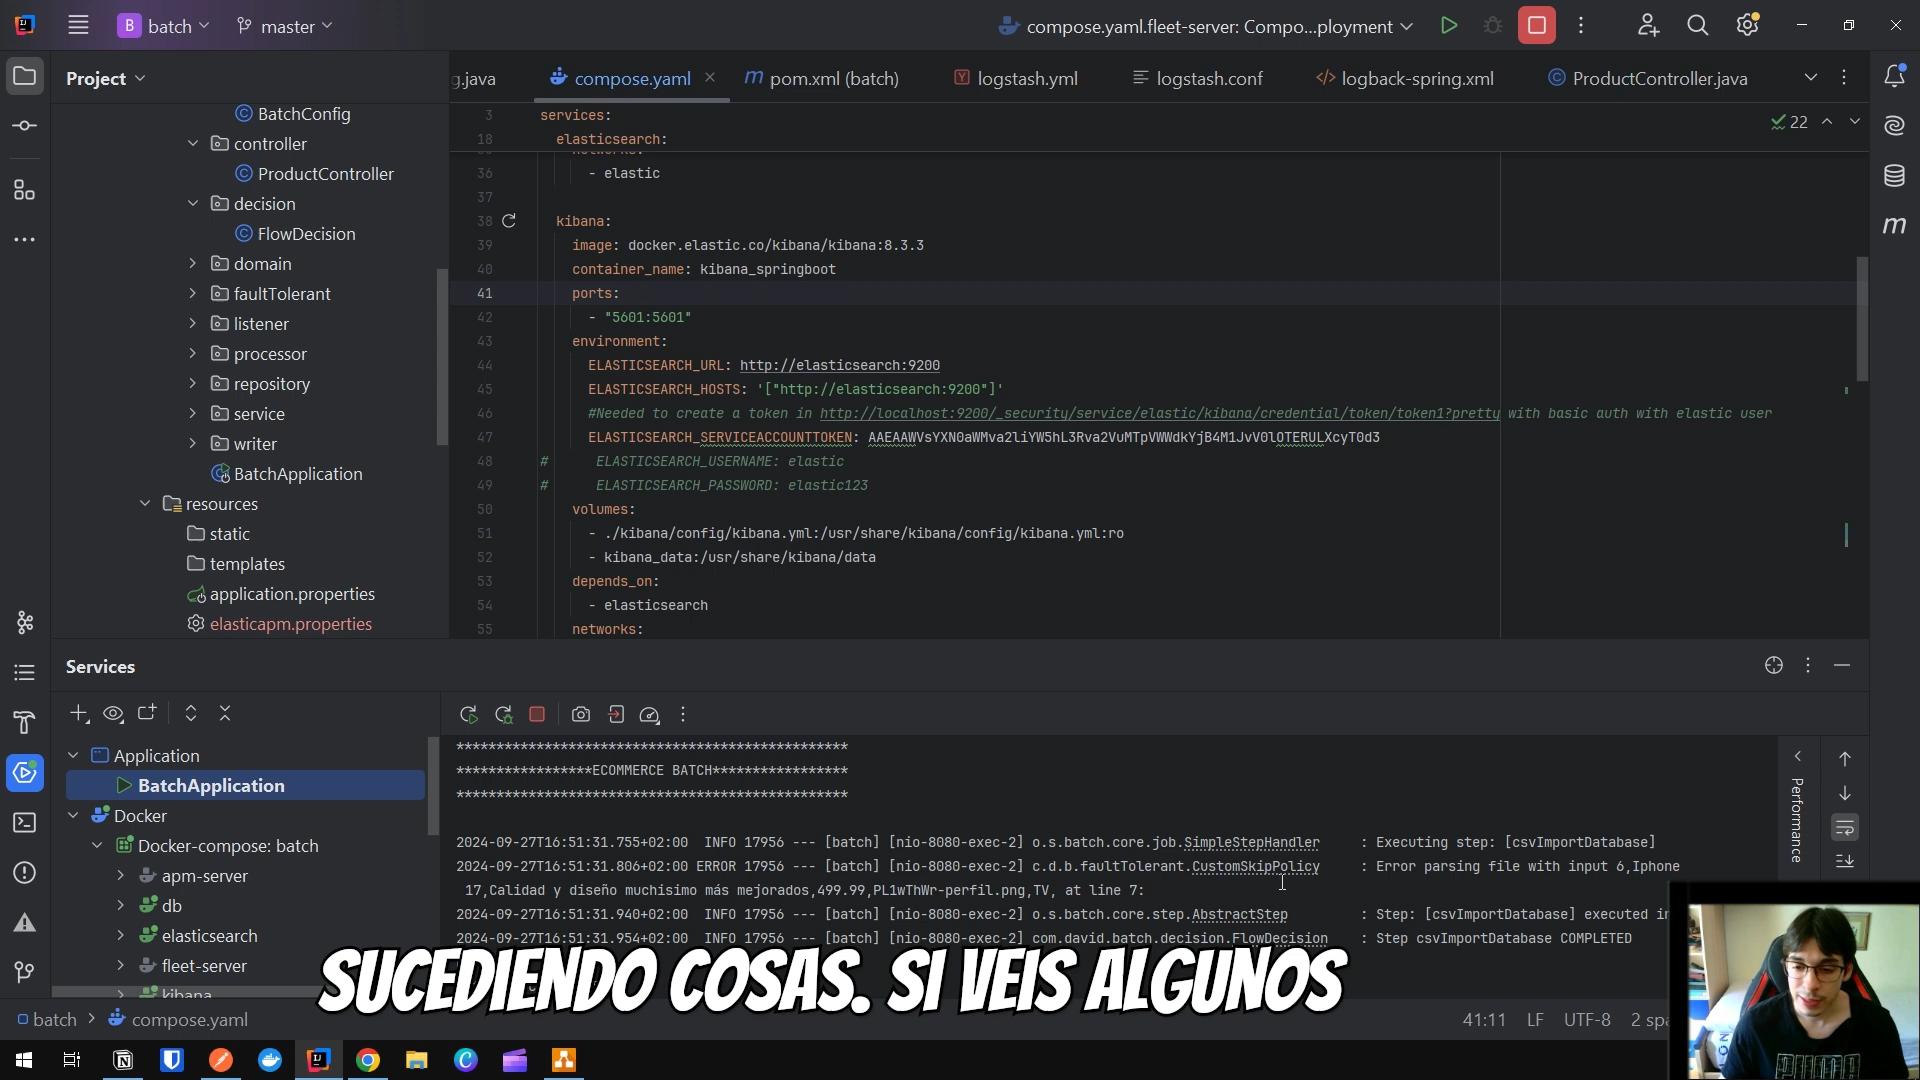 B batch master compose.yaml.fleet-server: Compo...ployment
Project
g.java compose.yaml pom.xml (batch) logstash.yml logstash.conf logback-spring.xml ProductController.java
BatchConfig
controller
ProductController
decision
FlowDecision
domain
faultTolerant
listener
processor
repository
service
writer
BatchApplication
resources
static
templates
application.properties
elasticapm.properties
22
3 services:
18 elasticsearch:
36 - elastic
37
38 kibana:
39 image: docker.elastic.co/kibana/kibana:8.3.3
40 container_name: kibana_springboot
41 ports:
42 - "5601:5601"
43 environment:
44 ELASTICSEARCH_URL: http://elasticsearch:9200
45 ELASTICSEARCH_HOSTS: '["http://elasticsearch:9200"]'
46 #Needed to create a token in http://localhost:9200/_security/service/elastic/kibana/credential/token/token1?pretty with basic auth with elastic user
47 ELASTICSEARCH_SERVICEACCOUNTTOKEN: AAEAAWVsYXN0aWMva2liYW5hL3Rva2VuMTpVWWdkYjB4M1JvV0lOTERULXcyT0d3
48 # ELASTICSEARCH_USERNAME: elastic
49 # ELASTICSEARCH_PASSWORD: elastic123
50 volumes:
51 - ./kibana/config/kibana.yml:/usr/share/kibana/config/kibana.yml:ro
52 - kibana_data:/usr/share/kibana/data
53 depends_on:
54 - elasticsearch
55 networks:
Services
Application
BatchApplication
Docker
Docker-compose: batch
apm-server
db
elasticsearch
fleet-server
kibana
*************************************************
*****************ECOMMERCE BATCH*****************
*************************************************
2024-09-27T16:51:31.755+02:00 INFO 17956 --- [batch] [nio-8080-exec-2] o.s.batch.core.job.SimpleStepHandler : Executing step: [csvImportDatabase]
2024-09-27T16:51:31.806+02:00 ERROR 17956 --- [batch] [nio-8080-exec-2] c.d.b.faultTolerant.CustomSkipPolicy : Error parsing file with input 6,Iphone
17,Calidad y diseño muchisimo más mejorados,499.99,PL1wThWr-perfil.png,TV, at line 7:
2024-09-27T16:51:31.940+02:00 INFO 17956 --- [batch] [nio-8080-exec-2] o.s.batch.core.step.AbstractStep : Step: [csvImportDatabase] executed in
2024-09-27T16:51:31.954+02:00 INFO 17956 --- [batch] [nio-8080-exec-2] com.david.batch.decision.FlowDecision : Step csvImportDatabase COMPLETED
Performance
SUCEDIENDO COSAS. SI VEIS ALGUNOS
batch > compose.yaml
41:11 LF UTF-8 2 spa